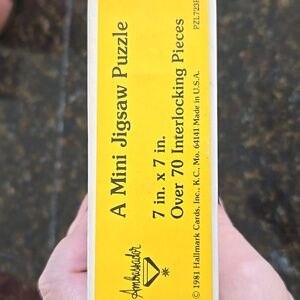 A Mini Jigsaw Puzzle
7 in. x 7 in.
Over 70 Interlocking Pieces
Ambassador
© 1981 Hallmark Cards, Inc., K.C., Mo. 64141 Made in U.S.A.